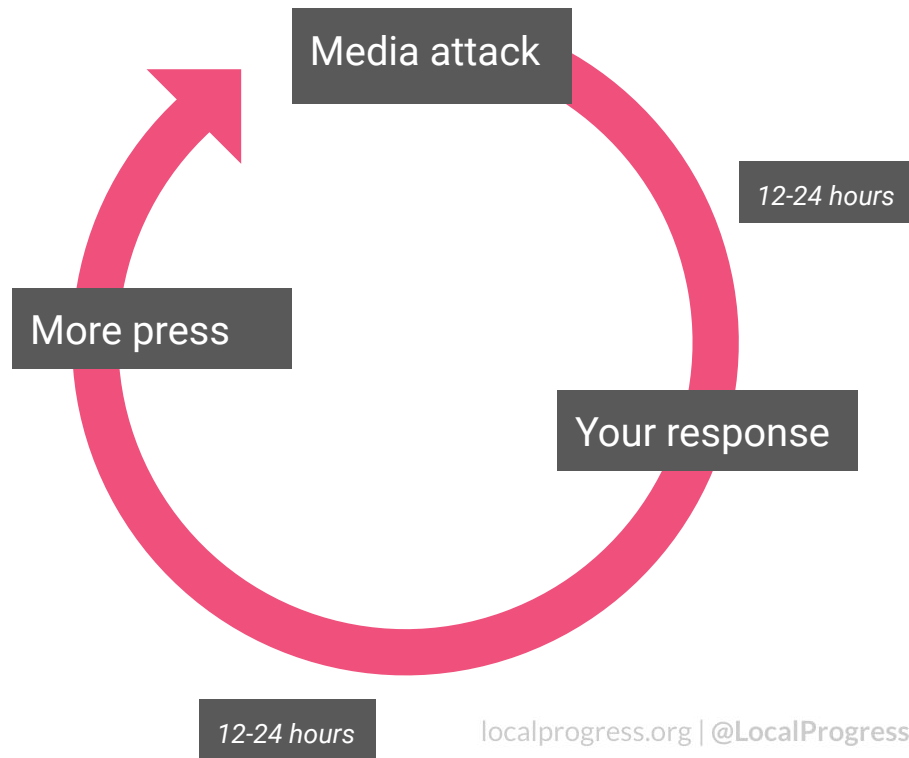 Media attack
12-24 hours
More press
Your response
12-24 hours
localprogress.org | @LocalProgress